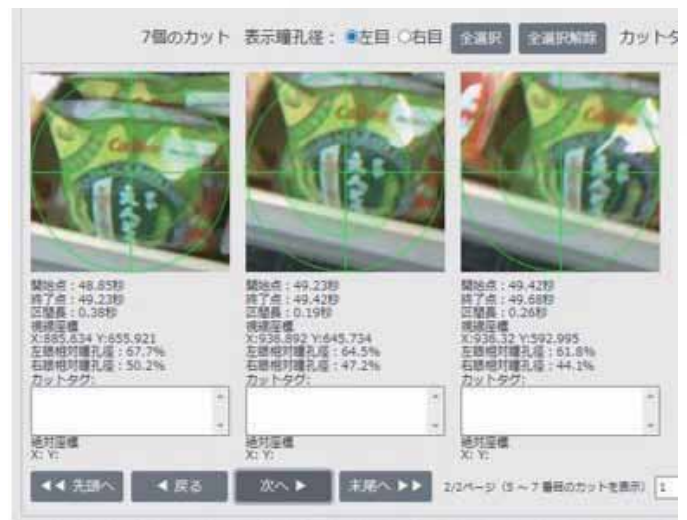 7個のカット 表示瞳孔径： 左目 右目 全選択 全選択解除 カットタ
Calbee
開始点：48.85秒
終了点：49.23秒
区間長：0.38秒
視線座標
X:885.634 Y:655.921
左眼相対瞳孔径：67.7%
右眼相対瞳孔径：50.2%
カットタグ:
絶対座標
X: Y:
Calbee
開始点：49.23秒
終了点：49.42秒
区間長：0.19秒
視線座標
X:936.892 Y:645.734
左眼相対瞳孔径：64.5%
右眼相対瞳孔径：47.2%
カットタグ:
絶対座標
X: Y:
開始点：49.42秒
終了点：49.68秒
区間長：0.26秒
視線座標
X:936.32 Y:592.995
左眼相対瞳孔径：61.8%
右眼相対瞳孔径：44.1%
カットタグ:
絶対座標
X: Y:
◀◀ 先頭へ ◀ 戻る 次へ ▶ 末尾へ ▶▶ 2/2ページ（5 ～ 7 番目のカットを表示） 1